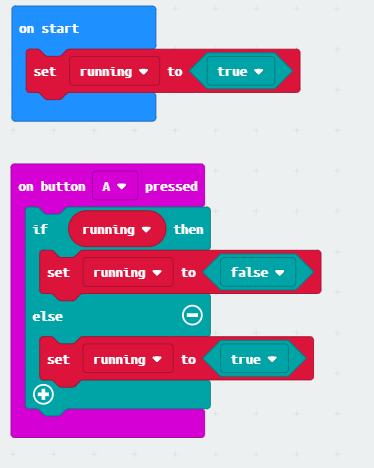 on start
set running to true
on button A pressed
if running then
set running to false
else
set running to true